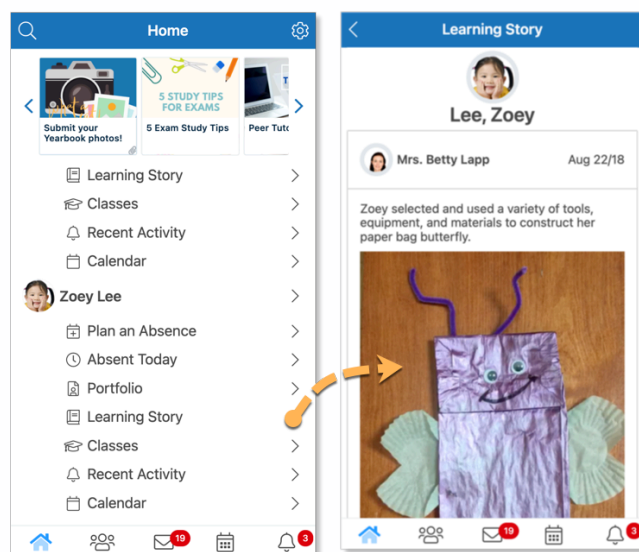 Home
5 STUDY TIPS
FOR EXAMS
Submit your
Yearbook photos!
5 Exam Study Tips
Peer Tuto
Learning Story
Classes
Recent Activity
Calendar
Zoey Lee
Plan an Absence
Absent Today
Portfolio
Learning Story
Classes
Recent Activity
Calendar
19
3
Learning Story
Lee, Zoey
Mrs. Betty Lapp
Aug 22/18
Zoey selected and used a variety of tools,
equipment, and materials to construct her
paper bag butterfly.
19
3